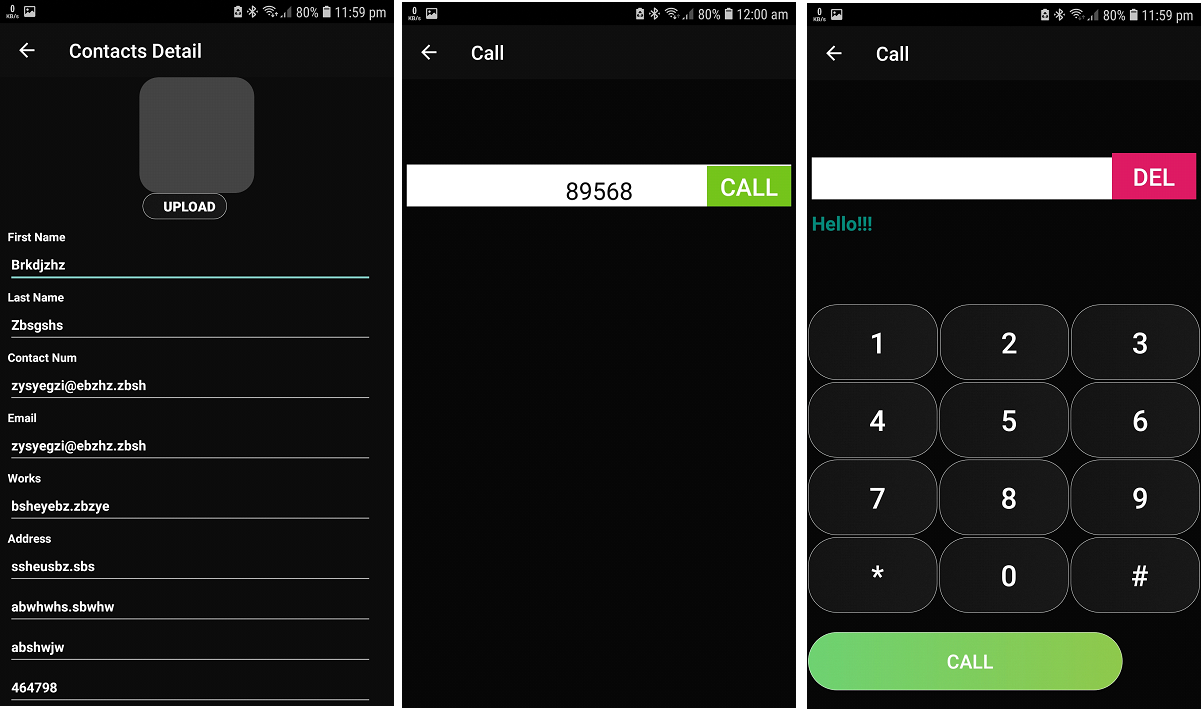 0 KB/s 80% 11:59 pm
Contacts Detail
UPLOAD
First Name
Brkdjzhz
Last Name
Zbsgshs
Contact Num
zysyegzi@ebzhz.zbsh
Email
zysyegzi@ebzhz.zbsh
Works
bsheyebz.zbzye
Address
ssheusbz.sbs
abwhwhs.sbwhw
abshwjw
464798
0 KB/s 80% 12:00 am
Call
89568 CALL
0 KB/s 80% 11:59 pm
Call
DEL
Hello!!!
1 2 3
4 5 6
7 8 9
* 0 #
CALL